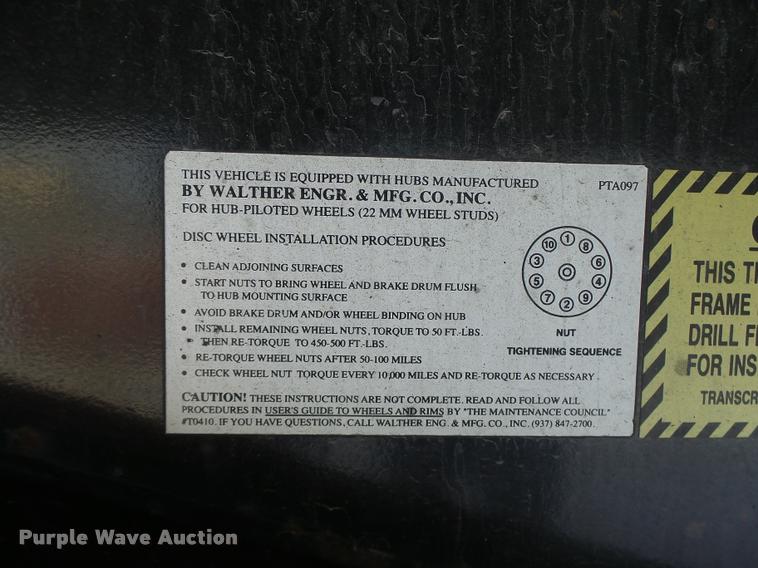 THIS VEHICLE IS EQUIPPED WITH HUBS MANUFACTURED
PTA097
BY WALTHER ENGR. & MFG. CO., INC.
FOR HUB-PILOTED WHEELS (22 MM WHEEL STUDS)
DISC WHEEL INSTALLATION PROCEDURES
• CLEAN ADJOINING SURFACES
• START NUTS TO BRING WHEEL AND BRAKE DRUM FLUSH
TO HUB MOUNTING SURFACE
• AVOID BRAKE DRUM AND/OR WHEEL BINDING ON HUB
• INSTALL REMAINING WHEEL NUTS, TORQUE TO 50 FT.-LBS.
• THEN RE-TORQUE TO 450-500 FT.-LBS.
• RE-TORQUE WHEEL NUTS AFTER 50-100 MILES
• CHECK WHEEL NUT TORQUE EVERY 10,000 MILES AND RE-TORQUE AS NECESSARY
CAUTION! THESE INSTRUCTIONS ARE NOT COMPLETE. READ AND FOLLOW ALL
PROCEDURES IN USER'S GUIDE TO WHEELS AND RIMS BY "THE MAINTENANCE COUNCIL"
#T0410. IF YOU HAVE QUESTIONS, CALL WALTHER ENG. & MFG. CO., INC. (937) 847-2700.
1
10 8
3 6
5 4
7 9
2
NUT
TIGHTENING SEQUENCE
THIS
FRAME
DRILL
FOR INS
TRANSCR
Purple Wave Auction